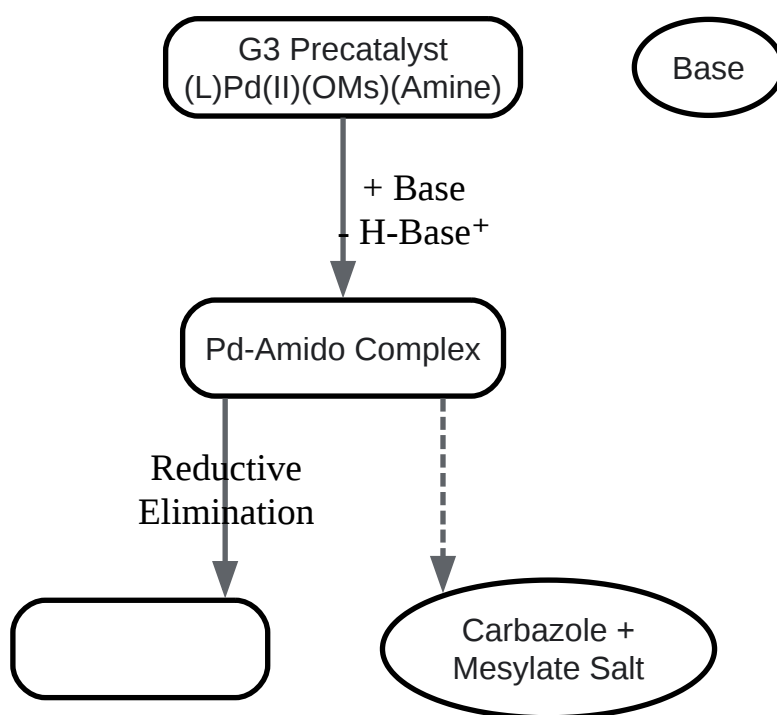 G3 Precatalyst
(L)Pd(II)(OMs)(Amine)
Base
+ Base
- H-Base⁺
Pd-Amido Complex
Reductive
Elimination
Carbazole +
Mesylate Salt